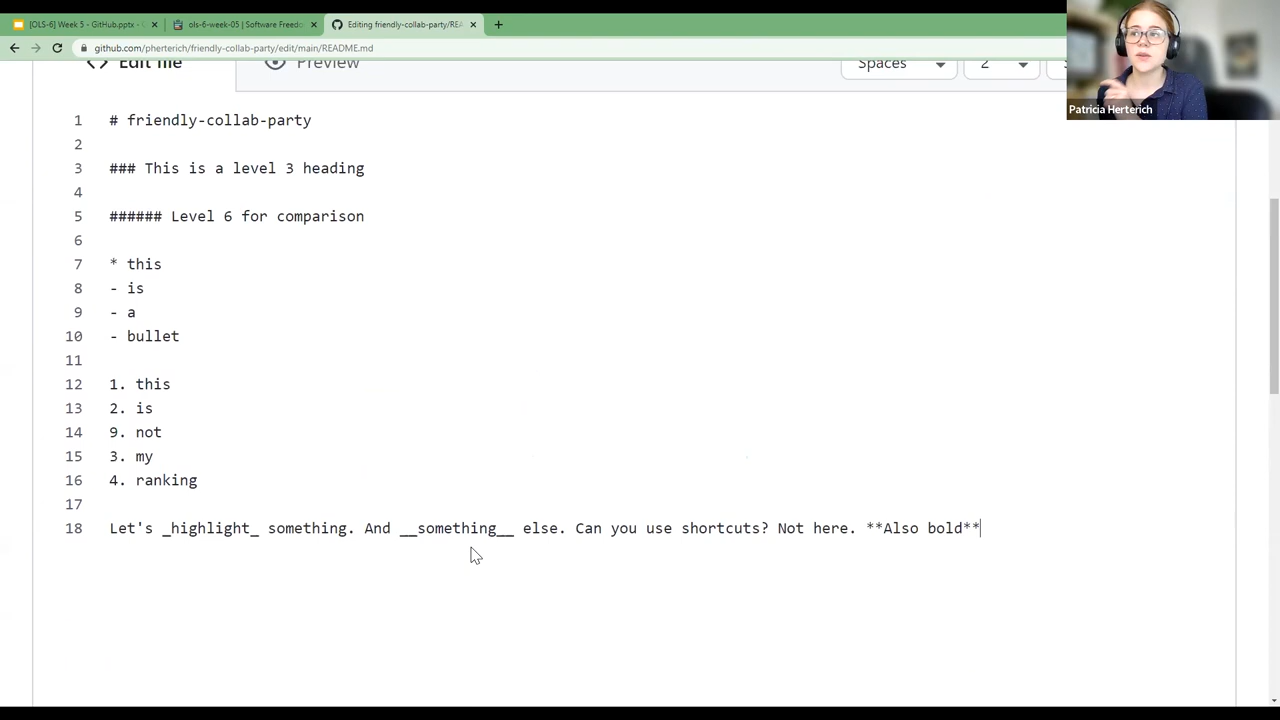 [OLS-6] Week 5 - GitHub.pptx -
ols-6-week-05 | Software Freedo
Editing friendly-collab-party/REA
github.com/pherterich/friendly-collab-party/edit/main/README.md
Edit file
Preview
Spaces
2
Patricia Herterich
1 # friendly-collab-party
2
3 ### This is a level 3 heading
4
5 ###### Level 6 for comparison
6
7 * this
8 - is
9 - a
10 - bullet
11
12 1. this
13 2. is
14 9. not
15 3. my
16 4. ranking
17
18 Let's _highlight_ something. And __something__ else. Can you use shortcuts? Not here. **Also bold**